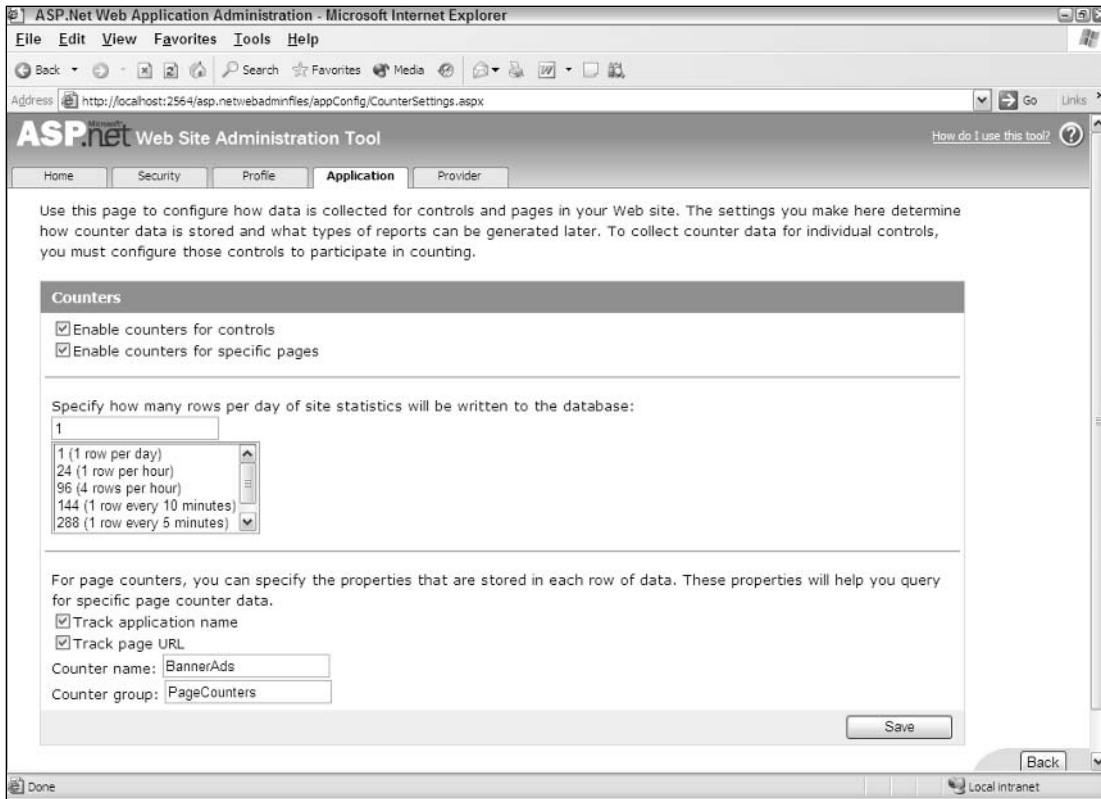 ASP.Net Web Application Administration - Microsoft Internet Explorer
File Edit View Favorites Tools Help
Back Search Favorites Media
Address http://localhost:2564/asp.netwebadminfiles/appConfig/CounterSettings.aspx Go Links
Microsoft
ASP.net Web Site Administration Tool How do I use this tool? ?
Home Security Profile Application Provider
Use this page to configure how data is collected for controls and pages in your Web site. The settings you make here determine
how counter data is stored and what types of reports can be generated later. To collect counter data for individual controls,
you must configure those controls to participate in counting.
Counters
Enable counters for controls
Enable counters for specific pages
Specify how many rows per day of site statistics will be written to the database:
1
1 (1 row per day)
24 (1 row per hour)
96 (4 rows per hour)
144 (1 row every 10 minutes)
288 (1 row every 5 minutes)
For page counters, you can specify the properties that are stored in each row of data. These properties will help you query
for specific page counter data.
Track application name
Track page URL
Counter name: BannerAds
Counter group: PageCounters
Save
Back
Done Local intranet